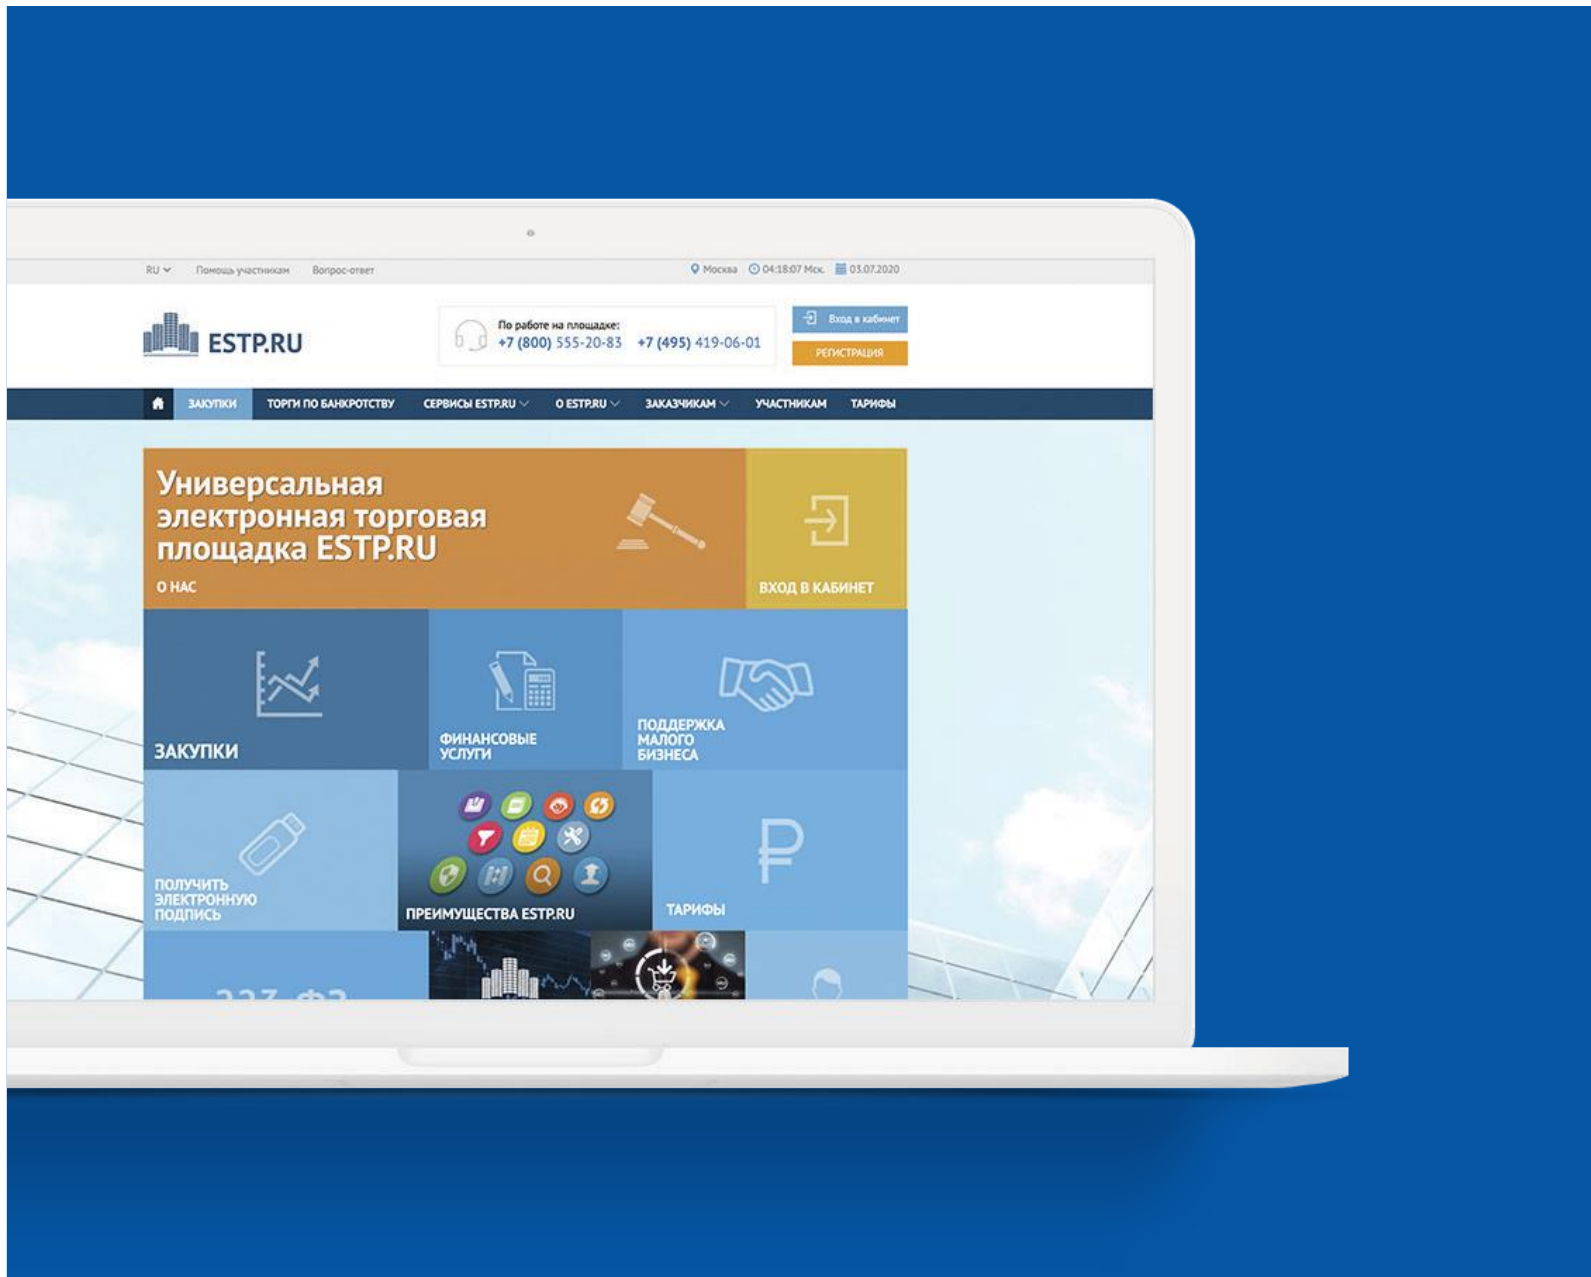 RU
Помощь участникам
Вопрос-ответ
Москва
04:18:07 Мск.
03.07.2020
ESTP.RU
По работе на площадке:
+7 (800) 555-20-83 +7 (495) 419-06-01
Вход в кабинет
РЕГИСТРАЦИЯ
ЗАКУПКИ
ТОРГИ ПО БАНКРОТСТВУ
СЕРВИСЫ ESTP.RU
О ESTP.RU
ЗАКАЗЧИКАМ
УЧАСТНИКАМ
ТАРИФЫ
Универсальная
электронная торговая
площадка ESTP.RU
О НАС
ВХОД В КАБИНЕТ
ЗАКУПКИ
ФИНАНСОВЫЕ
УСЛУГИ
ПОДДЕРЖКА
МАЛОГО
БИЗНЕСА
ПОЛУЧИТЬ
ЭЛЕКТРОННУЮ
ПОДПИСЬ
ПРЕИМУЩЕСТВА ESTP.RU
ТАРИФЫ